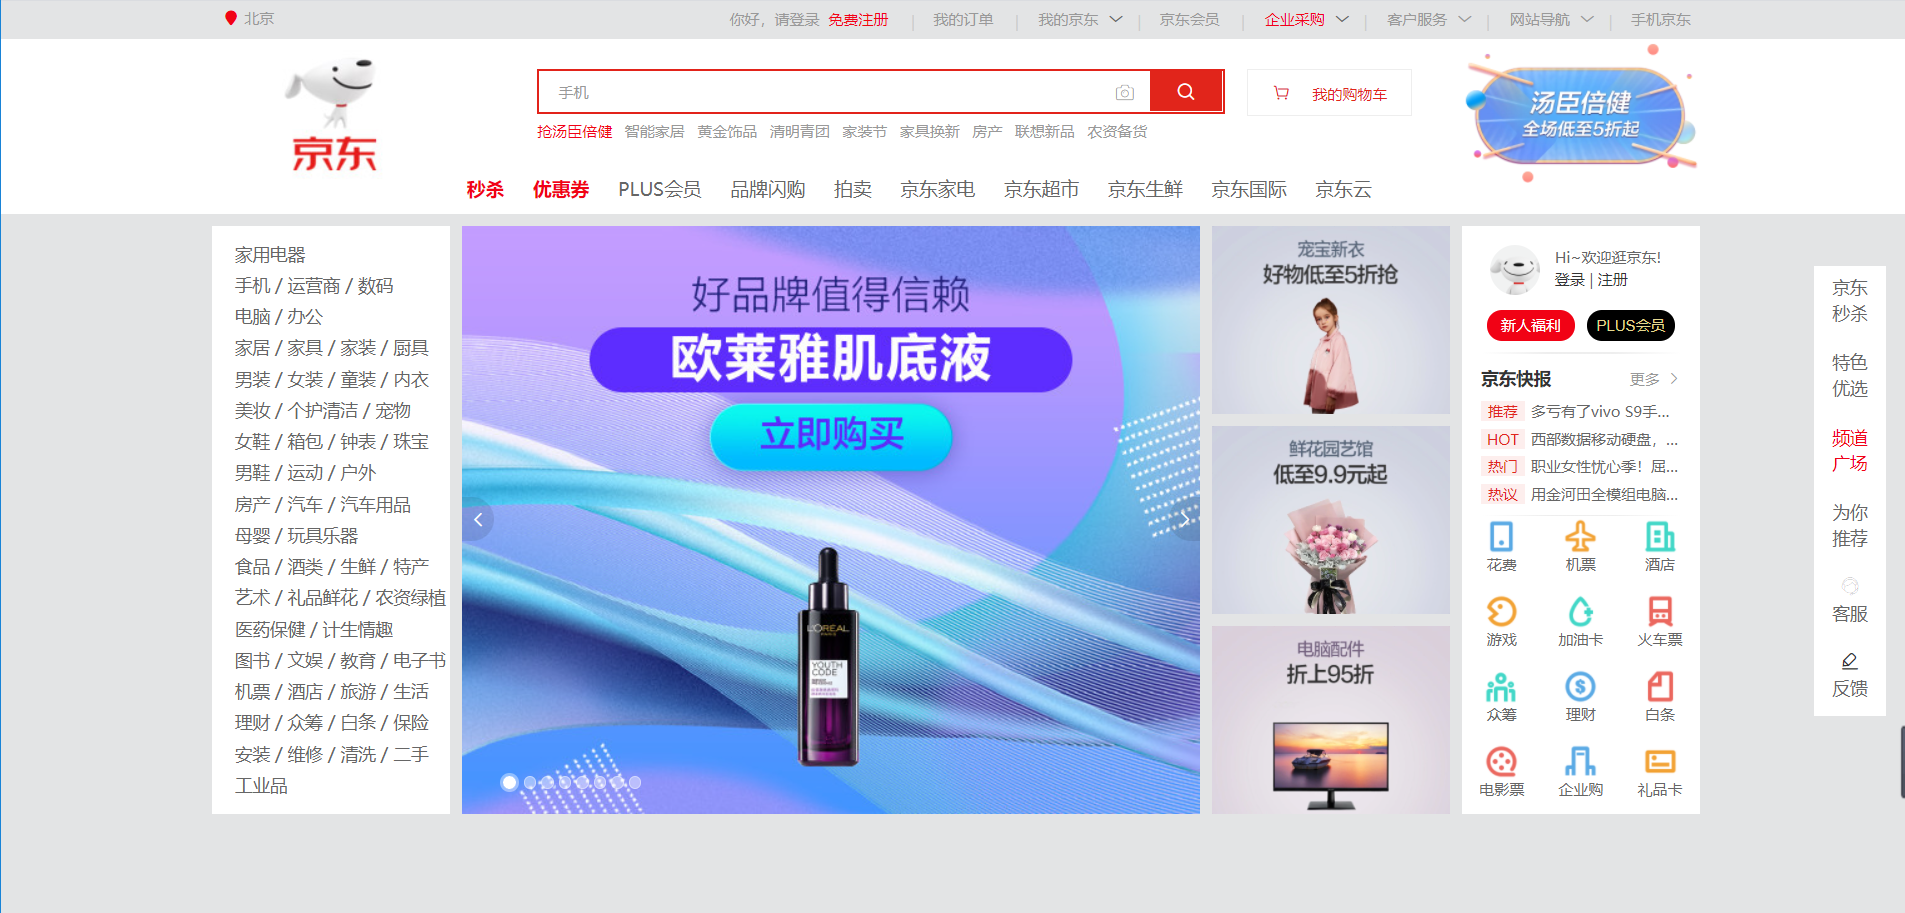 北京
你好，请登录 免费注册 | 我的订单 | 我的京东 | 京东会员 | 企业采购 | 客户服务 | 网站导航 | 手机京东
京东
手机
我的购物车
抢汤臣倍健 智能家居 黄金饰品 清明青团 家装节 家具换新 房产 联想新品 农资备货
汤臣倍健
全场低至5折起
秒杀 优惠券 PLUS会员 品牌闪购 拍卖 京东家电 京东超市 京东生鲜 京东国际 京东云
家用电器
手机 / 运营商 / 数码
电脑 / 办公
家居 / 家具 / 家装 / 厨具
男装 / 女装 / 童装 / 内衣
美妆 / 个护清洁 / 宠物
女鞋 / 箱包 / 钟表 / 珠宝
男鞋 / 运动 / 户外
房产 / 汽车 / 汽车用品
母婴 / 玩具乐器
食品 / 酒类 / 生鲜 / 特产
艺术 / 礼品鲜花 / 农资绿植
医药保健 / 计生情趣
图书 / 文娱 / 教育 / 电子书
机票 / 酒店 / 旅游 / 生活
理财 / 众筹 / 白条 / 保险
安装 / 维修 / 清洗 / 二手
工业品
好品牌值得信赖
欧莱雅肌底液
立即购买
L'ORÉAL
PARIS
YOUTH
CODE
宠宝新衣
好物低至5折抢
鲜花园艺馆
低至9.9元起
电脑配件
折上95折
Hi~欢迎逛京东!
登录 | 注册
新人福利 PLUS会员
京东快报 更多
推荐 多亏有了vivo S9手...
HOT 西部数据移动硬盘，...
热门 职业女性忧心季！屈...
热议 用金河田全模组电脑...
花费 机票 酒店
游戏 加油卡 火车票
众筹 理财 白条
电影票 企业购 礼品卡
京东
秒杀
特色
优选
频道
广场
为你
推荐
客服
反馈